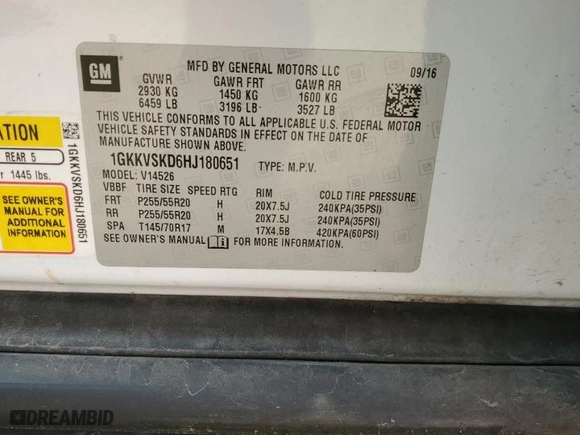 GM
MFD BY GENERAL MOTORS LLC 09/16
GVWR GAWR FRT GAWR RR
2930 KG 1450 KG 1600 KG
6459 LB 3196 LB 3527 LB
THIS VEHICLE CONFORMS TO ALL APPLICABLE U.S. FEDERAL MOTOR
VEHICLE SAFETY STANDARDS IN EFFECT ON THE DATE OF
MANUFACTURE SHOWN ABOVE.
1GKKVSKD6HJ180651 TYPE: M.P.V.
MODEL: V14526
VBBF TIRE SIZE SPEED RTG RIM COLD TIRE PRESSURE
FRT P255/55R20 H 20X7.5J 240KPA(35PSI)
RR P255/55R20 H 20X7.5J 240KPA(35PSI)
SPA T145/70R17 M 17X4.5B 420KPA(60PSI)
SEE OWNER'S MANUAL FOR MORE INFORMATION.
ATION
REAR 5
r 1445 lbs.
SEE OWNER'S
MANUAL FOR
ADDITIONAL
INFORMATION
1GKKVSKD6HJ180651
DREAMBID